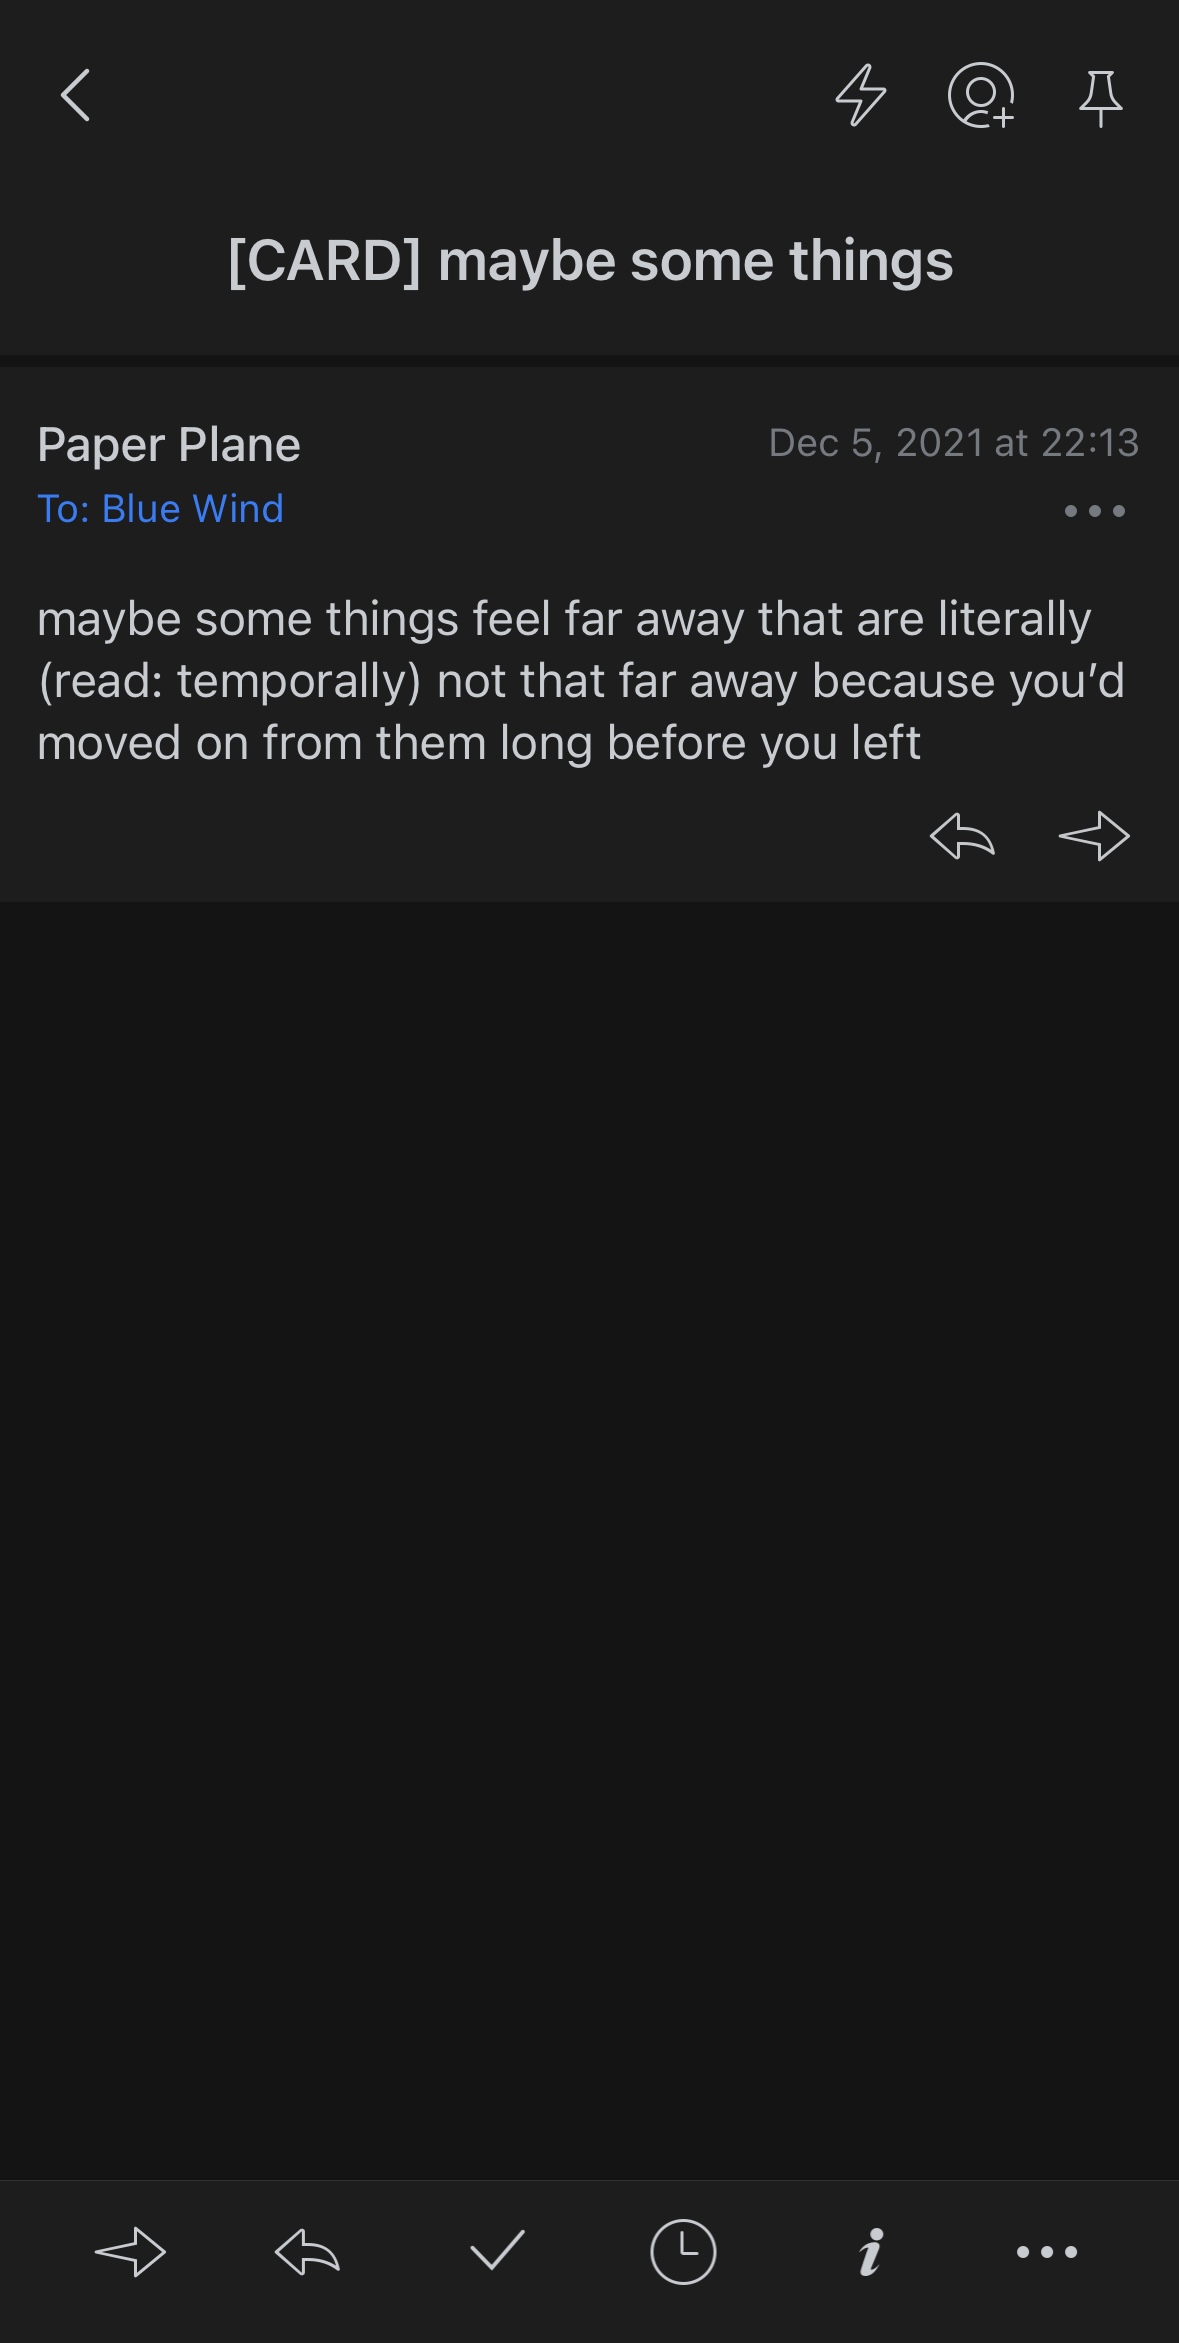 [CARD] maybe some things
Paper Plane
Dec 5, 2021 at 22:13
To: Blue Wind
maybe some things feel far away that are literally
(read: temporally) not that far away because you’d
moved on from them long before you left